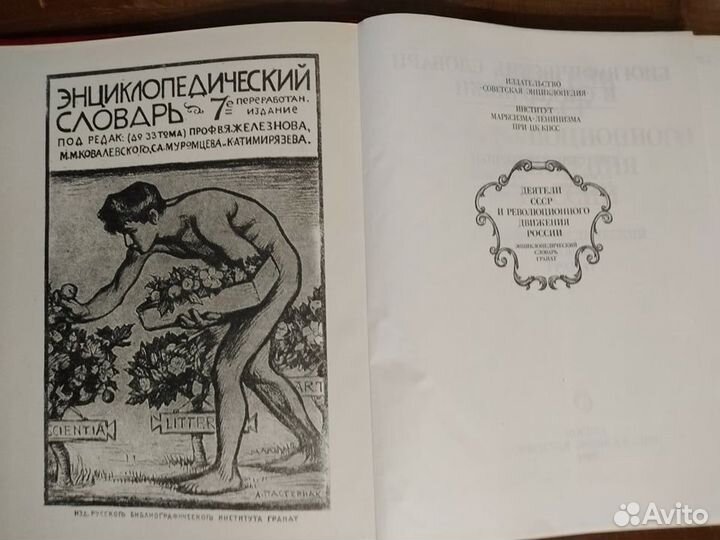 ЭНЦИКЛОПЕДИЧЕСКИЙ
СЛОВАРЬ 7е ПЕРЕРАБОТАН. ИЗДАНИЕ
ПОД РЕДАК: (ДО 33 ТОМА) ПРОФ. В.Я. ЖЕЛЕЗНОВА,
М.М. КОВАЛЕВСКОГО, С.А. МУРОМЦЕВА и К.А. ТИМИРЯЗЕВА.
SCIENTIA
LITTER
ART
Л. ПАСТЕРНАК
ИЗД. РУССКОГО БИБЛИОГРАФИЧЕСКОГО ИНСТИТУТА ГРАНАТ
ИЗДАТЕЛЬСТВО
«СОВЕТСКАЯ ЭНЦИКЛОПЕДИЯ»
ИНСТИТУТ
МАРКСИЗМА-ЛЕНИНИЗМА
ПРИ ЦК КПСС
ДЕЯТЕЛИ
СССР
И РЕВОЛЮЦИОННОГО
ДВИЖЕНИЯ
РОССИИ
ЭНЦИКЛОПЕДИЧЕСКИЙ
СЛОВАРЬ
ГРАНАТ
Avito